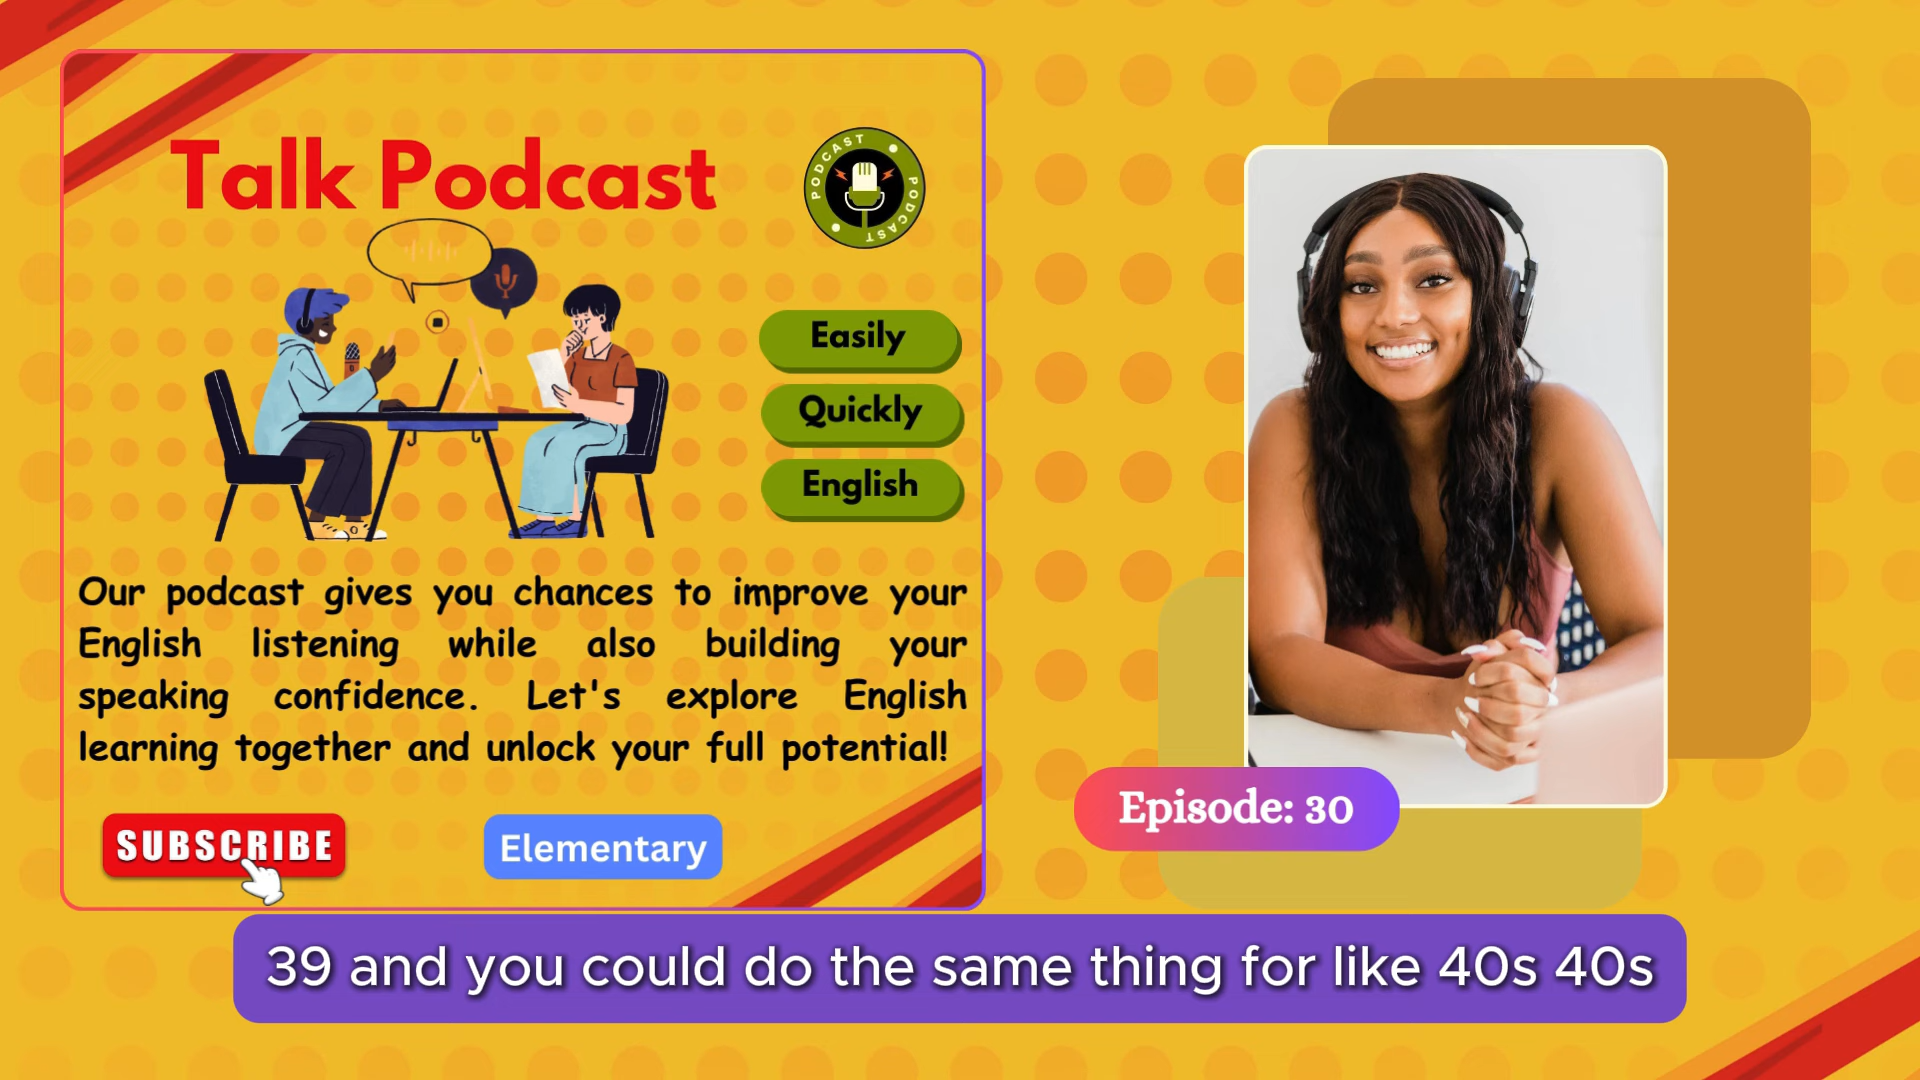 Talk Podcast
PODCAST
PODCAST
Easily
Quickly
English
Our podcast gives you chances to improve your
English listening while also building your
speaking confidence. Let's explore English
learning together and unlock your full potential!
SUBSCRIBE
Elementary
Episode: 30
39 and you could do the same thing for like 40s 40s